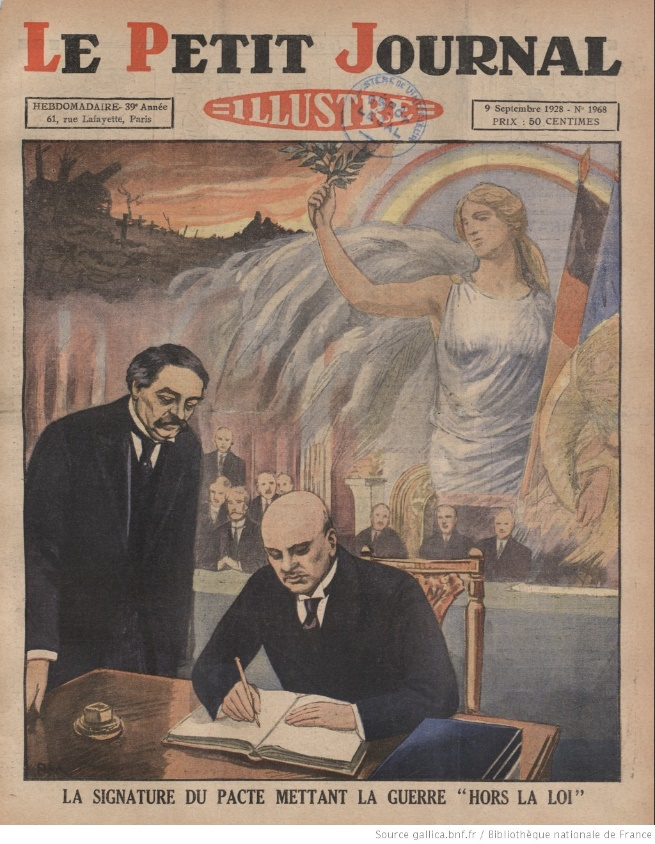 LE PETIT JOURNAL
HEBDOMADAIRE - 39e Année
61, rue Lafayette, Paris
ILLUSTRÉ
9 Septembre 1928 - No 1968
PRIX : 50 CENTIMES
LA SIGNATURE DU PACTE METTANT LA GUERRE "HORS LA LOI"
Source gallica.bnf.fr / Bibliothèque nationale de France